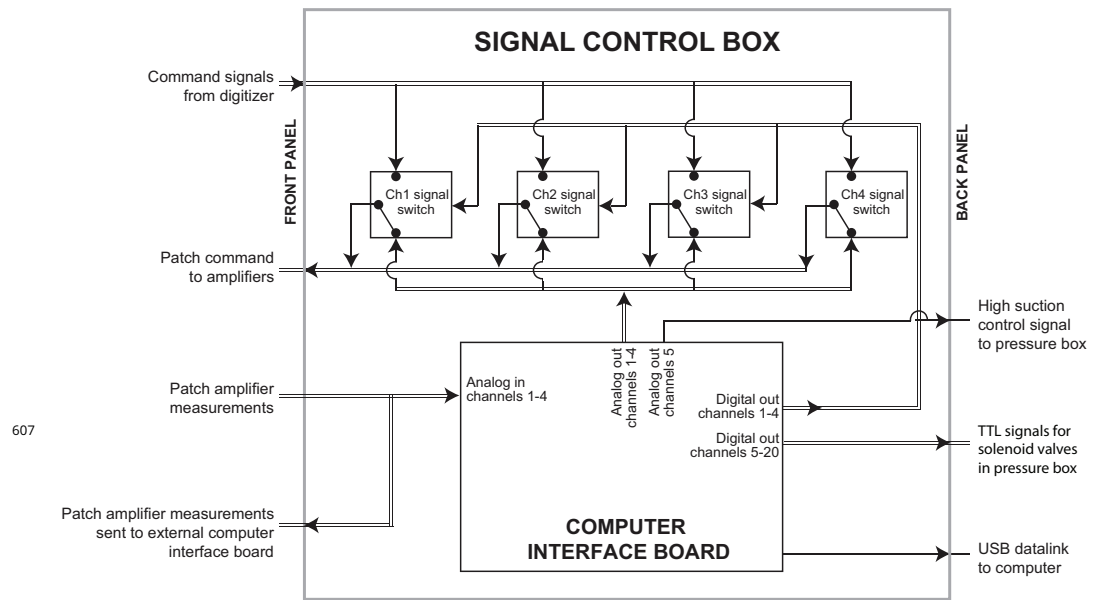 SIGNAL CONTROL BOX
Command signals
from digitizer
FRONT PANEL
BACK PANEL
Ch1 signal
switch
Ch2 signal
switch
Ch3 signal
switch
Ch4 signal
switch
Patch command
to amplifiers
High suction
control signal
to pressure box
Analog out
channels 1-4
Analog out
channels 5
Patch amplifier
measurements
Analog in
channels 1-4
Digital out
channels 1-4
607
Digital out
channels 5-20
TTL signals for
solenoid valves
in pressure box
Patch amplifier measurements
sent to external computer
interface board
COMPUTER
INTERFACE BOARD
USB datalink
to computer